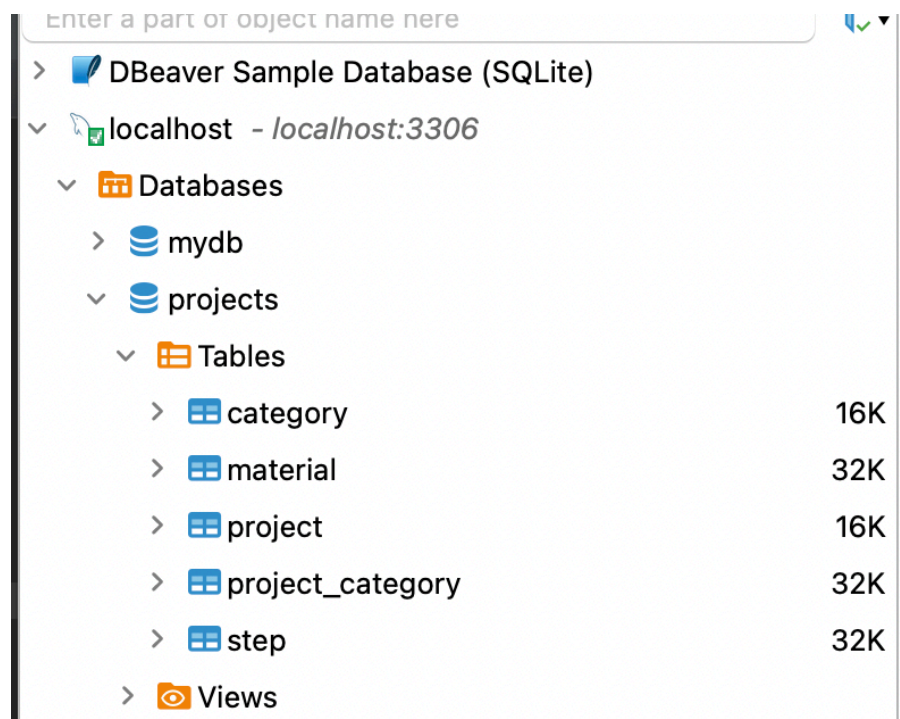 Enter a part of object name here
DBeaver Sample Database (SQLite)
localhost - localhost:3306
Databases
mydb
projects
Tables
category 16K
material 32K
project 16K
project_category 32K
step 32K
Views